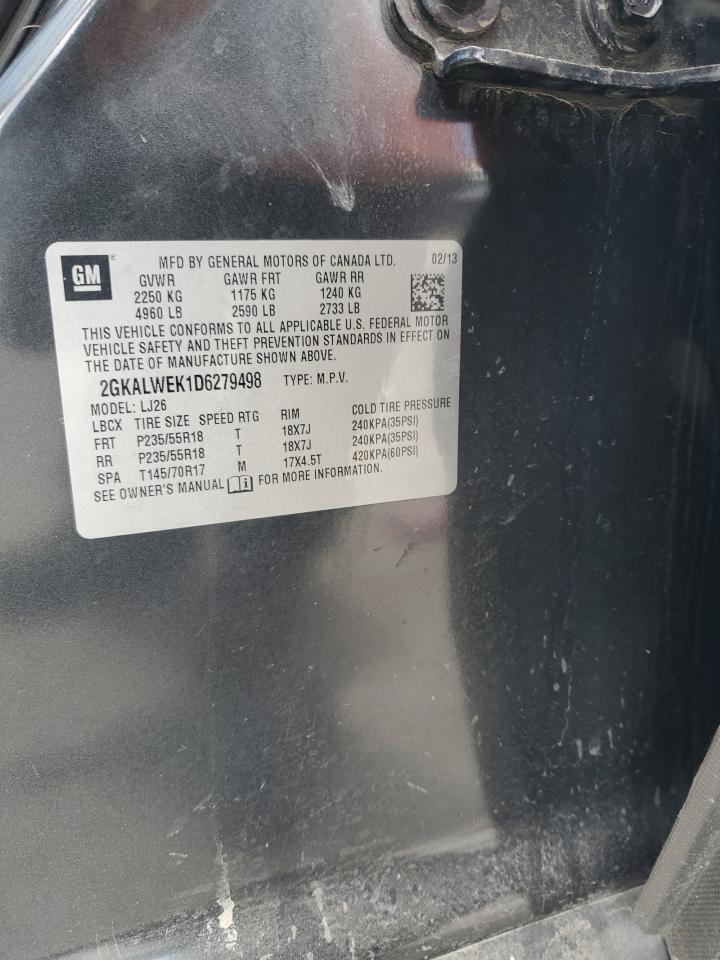 GM MFD BY GENERAL MOTORS OF CANADA LTD. 02/13
GVWR GAWR FRT GAWR RR
2250 KG 1175 KG 1240 KG
4960 LB 2590 LB 2733 LB
THIS VEHICLE CONFORMS TO ALL APPLICABLE U.S. FEDERAL MOTOR
VEHICLE SAFETY AND THEFT PREVENTION STANDARDS IN EFFECT ON
THE DATE OF MANUFACTURE SHOWN ABOVE.
2GKALWEK1D6279498 TYPE: M.P.V.
MODEL: LJ26
LBCX TIRE SIZE SPEED RTG RIM COLD TIRE PRESSURE
FRT P235/55R18 T 18X7J 240KPA(35PSI)
RR P235/55R18 T 18X7J 240KPA(35PSI)
SPA T145/70R17 M 17X4.5T 420KPA(60PSI)
SEE OWNER'S MANUAL FOR MORE INFORMATION.